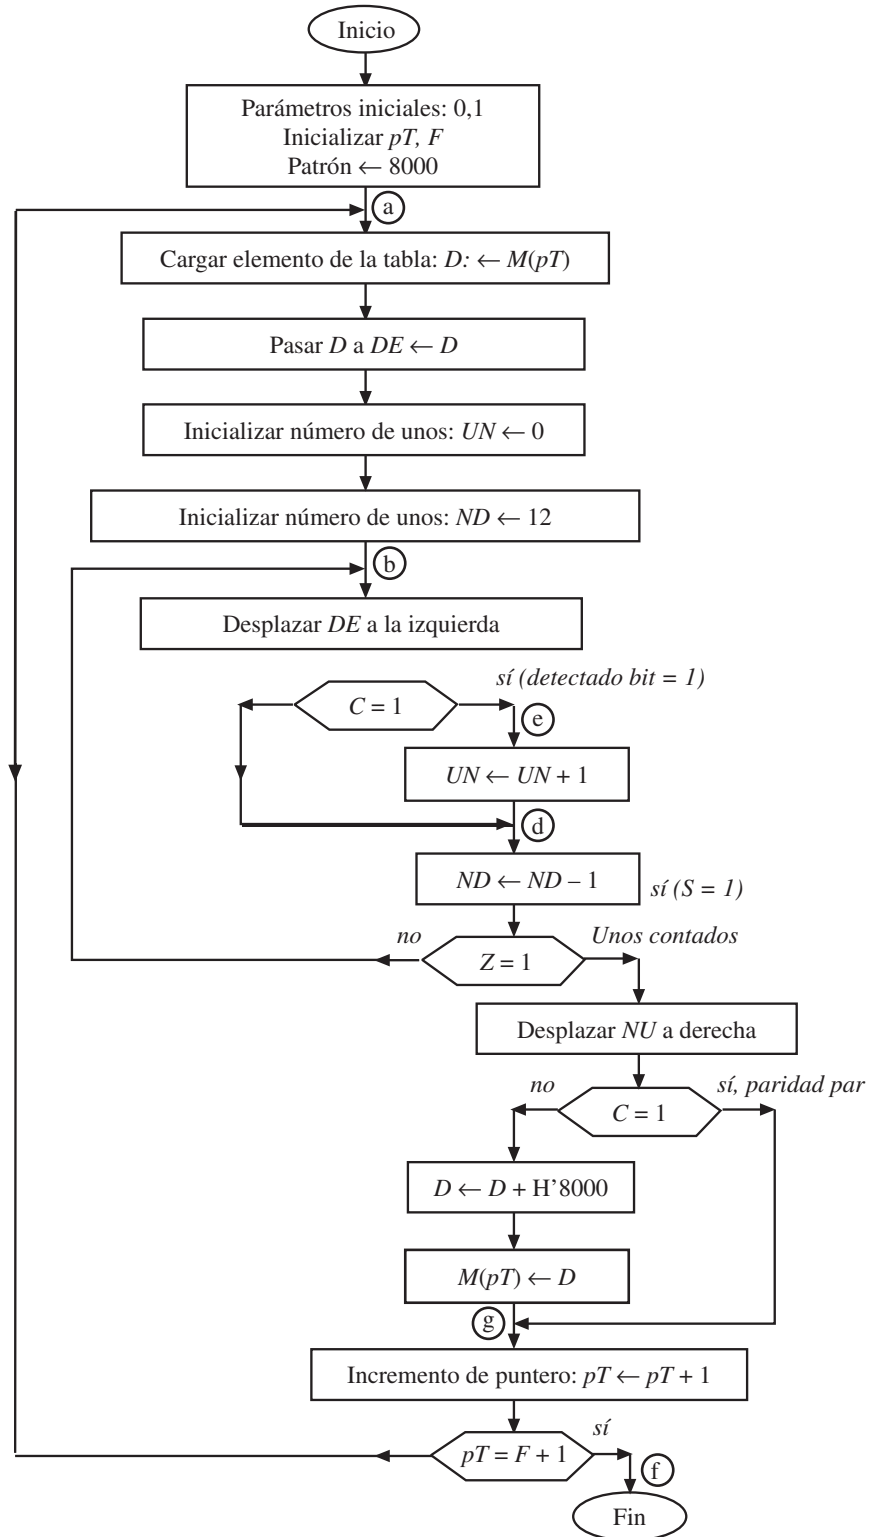 Inicio
Parámetros iniciales: 0,1
Inicializar pT, F
Patrón ← 8000
a
Cargar elemento de la tabla: D: ← M(pT)
Pasar D a DE ← D
Inicializar número de unos: UN ← 0
Inicializar número de unos: ND ← 12
b
Desplazar DE a la izquierda
sí (detectado bit = 1)
C = 1
e
UN ← UN + 1
d
ND ← ND – 1
sí (S = 1)
no
Unos contados
Z = 1
Desplazar NU a derecha
no
sí, paridad par
C = 1
D ← D + H'8000
M(pT) ← D
g
Incremento de puntero: pT ← pT + 1
sí
pT = F + 1
f
Fin